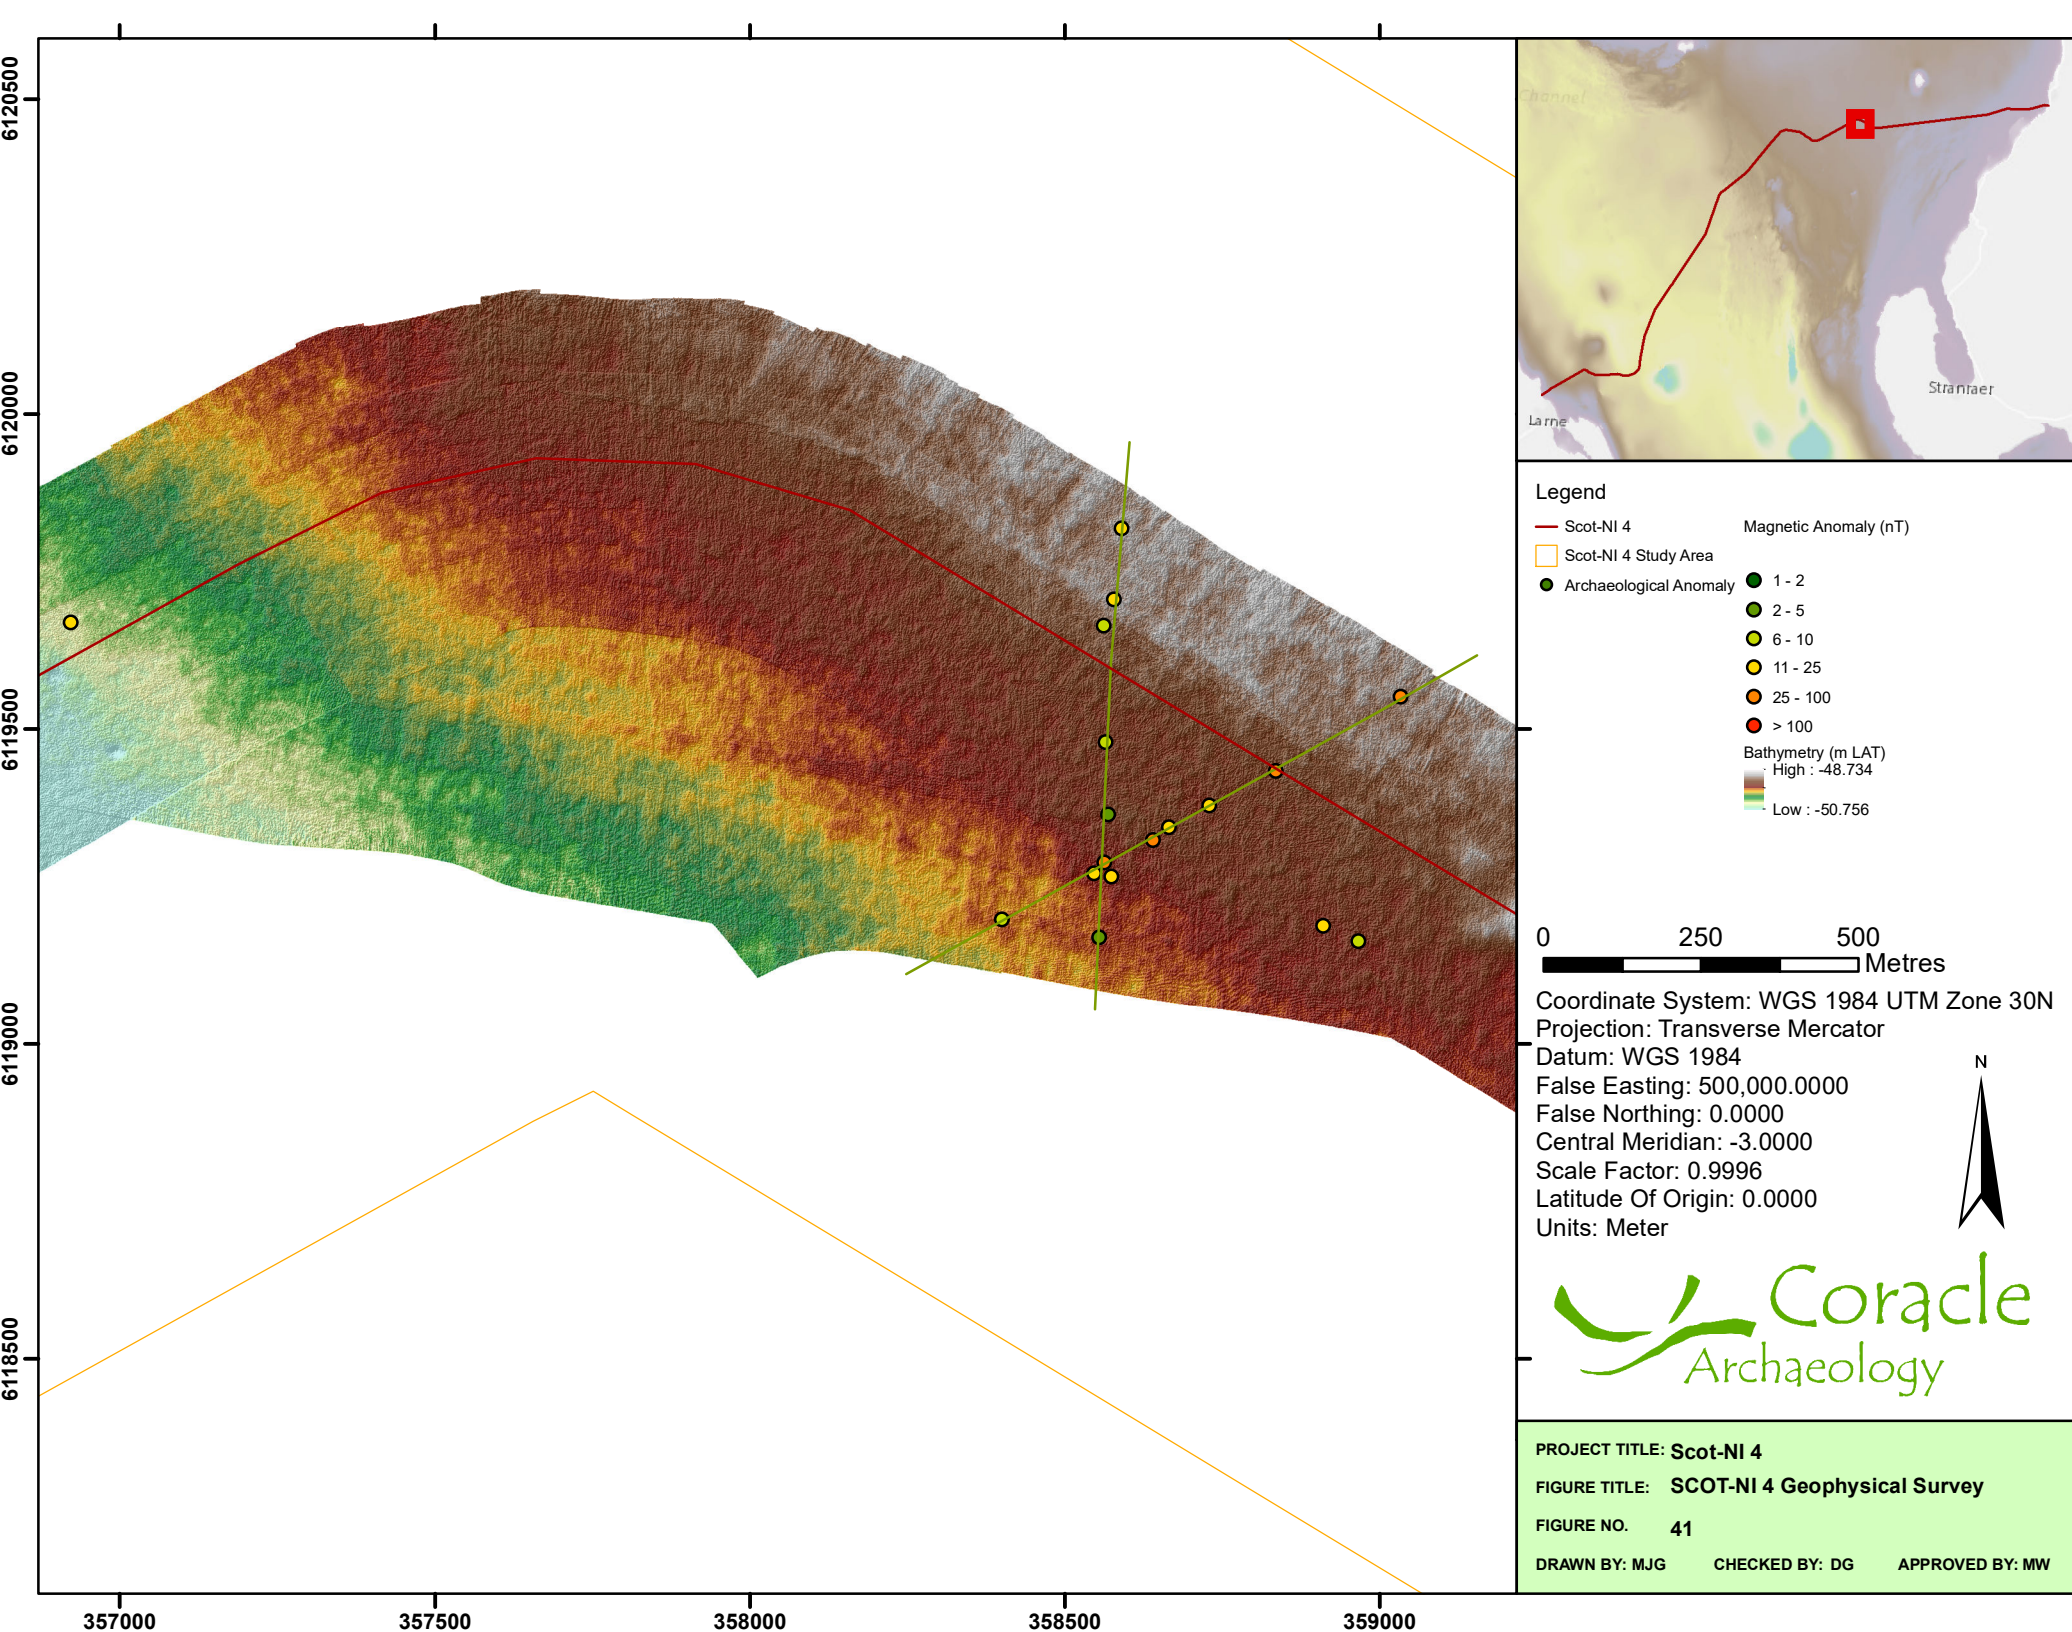 6120500
6120000
6119500
6119000
6118500
357000
357500
358000
358500
359000
Channel
Stranraer
Larne
Legend
Scot-NI 4
Scot-NI 4 Study Area
Archaeological Anomaly
Magnetic Anomaly (nT)
1 - 2
2 - 5
6 - 10
11 - 25
25 - 100
> 100
Bathymetry (m LAT)
High : -48.734
Low : -50.756
0 250 500
Metres
Coordinate System: WGS 1984 UTM Zone 30N
Projection: Transverse Mercator
Datum: WGS 1984
False Easting: 500,000.0000
False Northing: 0.0000
Central Meridian: -3.0000
Scale Factor: 0.9996
Latitude Of Origin: 0.0000
Units: Meter
N
Coracle
Archaeology
PROJECT TITLE: Scot-NI 4
FIGURE TITLE: SCOT-NI 4 Geophysical Survey
FIGURE NO. 41
DRAWN BY: MJG CHECKED BY: DG APPROVED BY: MW